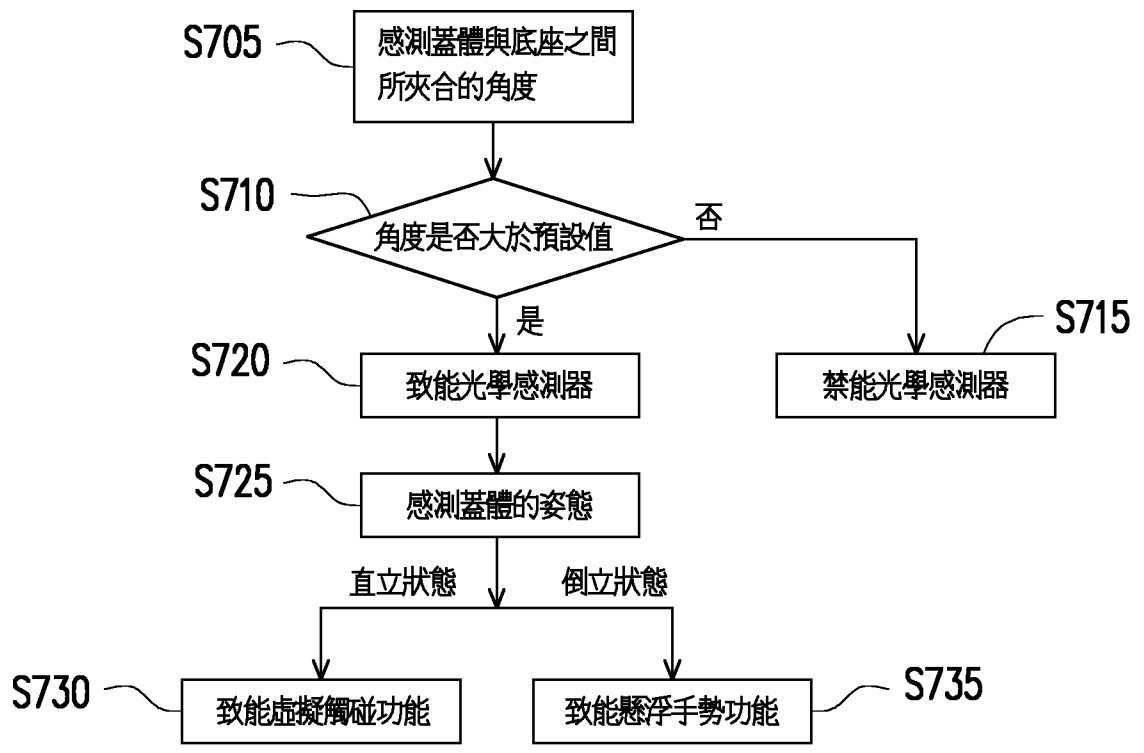 S705
感測蓋體與底座之間
所夾合的角度
S710
角度是否大於預設值
否
是
S715
禁能光學感測器
S720
致能光學感測器
S725
感測蓋體的姿態
直立狀態
倒立狀態
S730
致能虛擬觸碰功能
S735
致能懸浮手勢功能